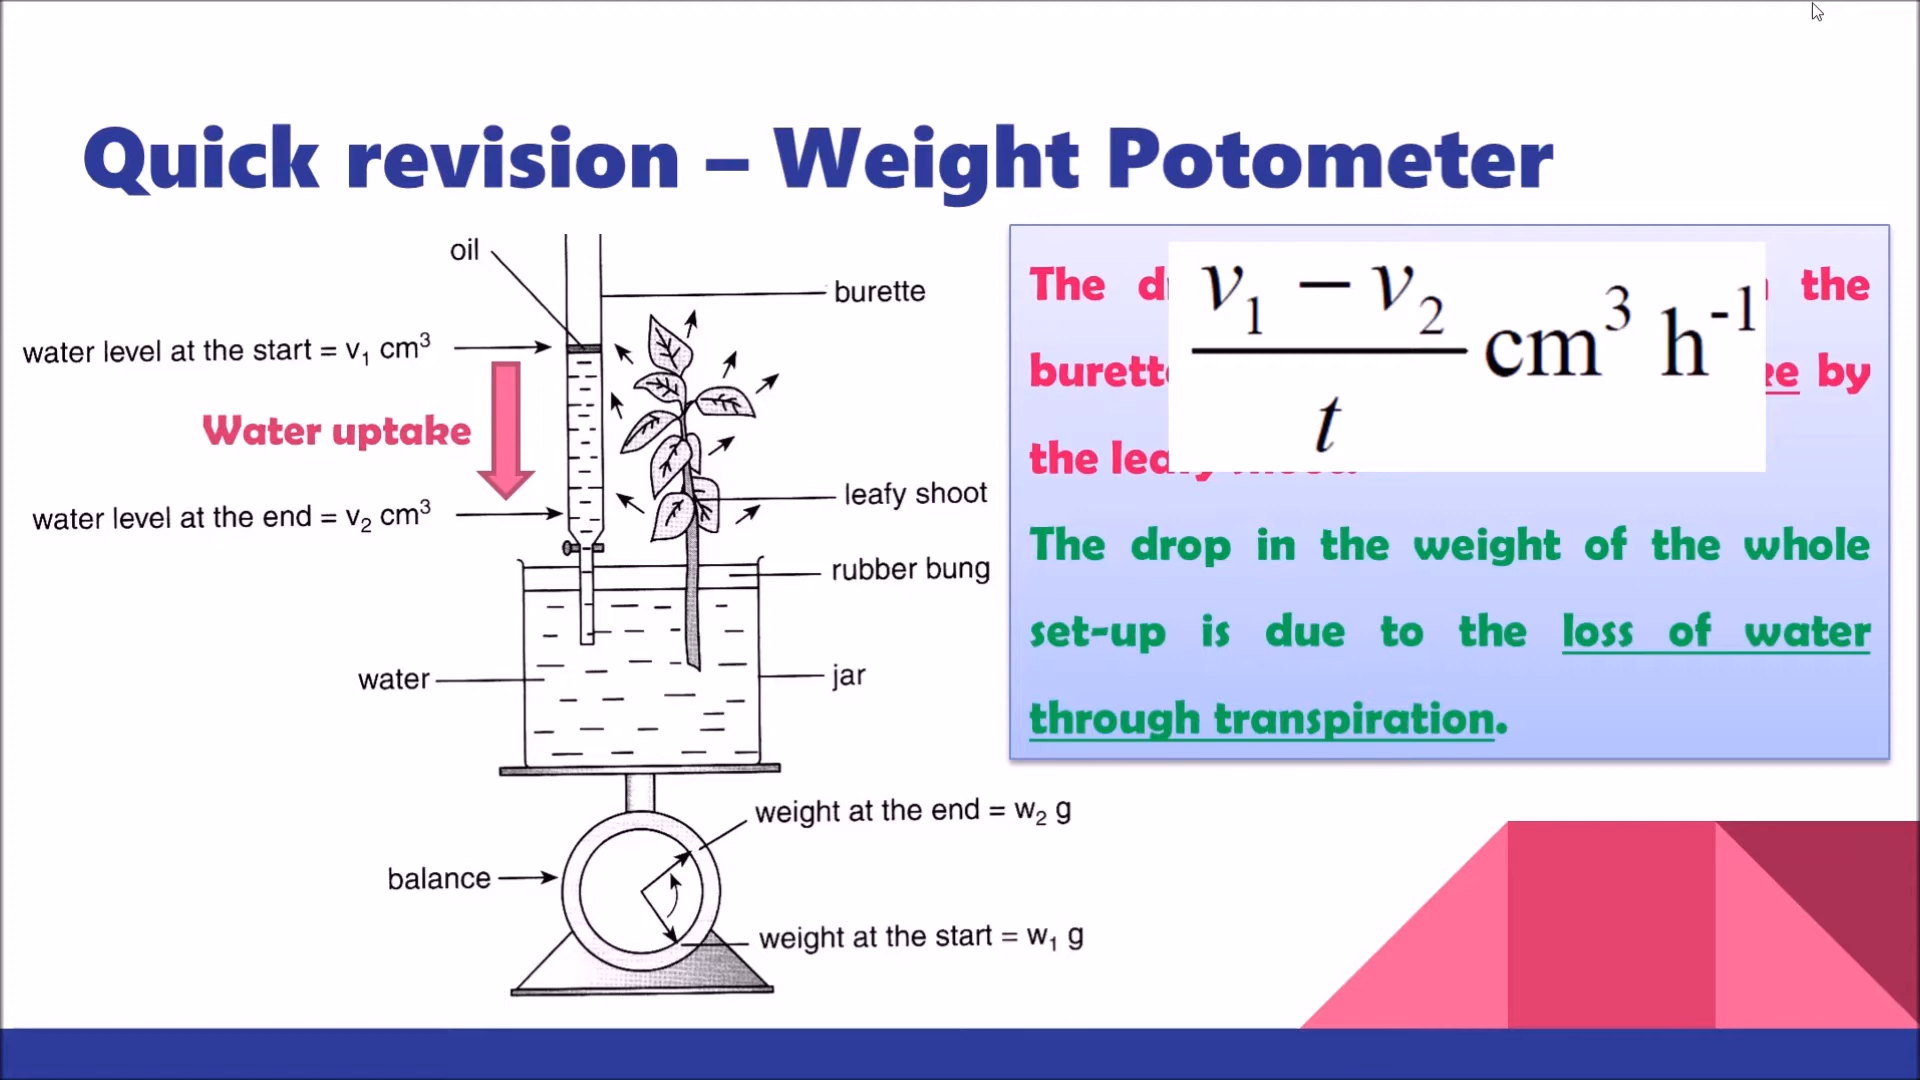 Quick revision – Weight Potometer
oil
burette
water level at the start = v₁ cm³
Water uptake
water level at the end = v₂ cm³
leafy shoot
rubber bung
water
jar
weight at the end = w₂ g
balance
weight at the start = w₁ g
The the
v₁ – v₂
cm³ h⁻¹
t
by
the
The drop in the weight of the whole
set-up is due to the loss of water
through transpiration.